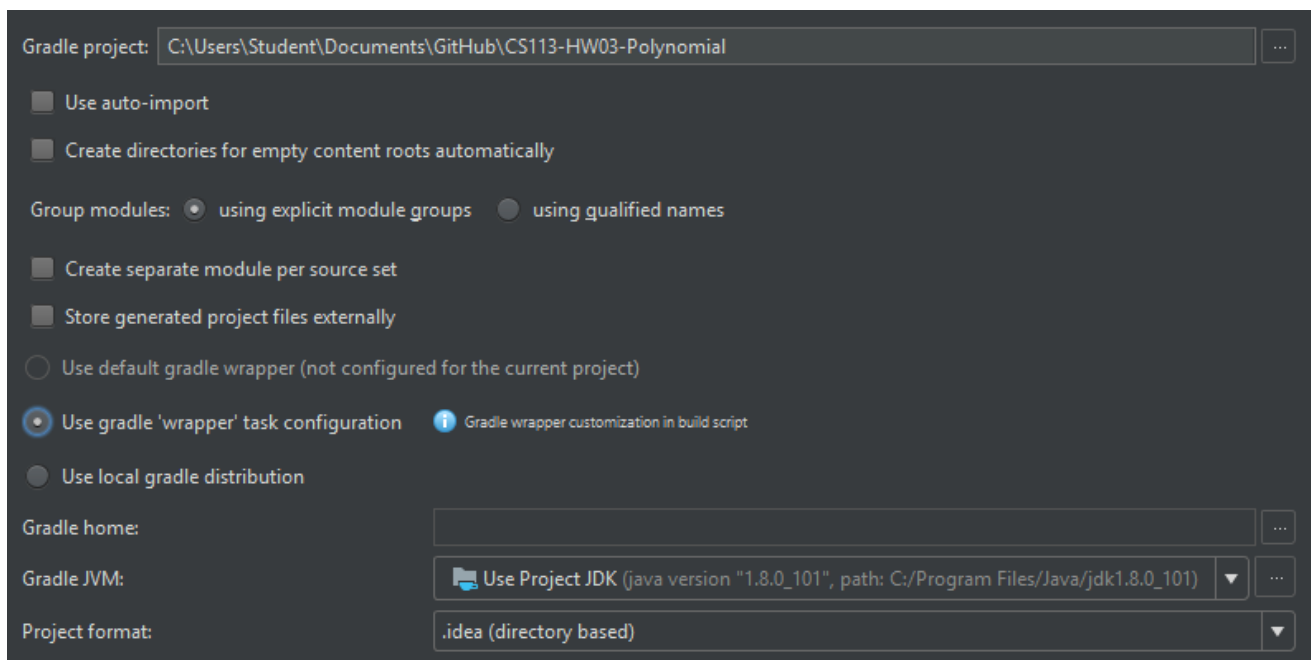 Gradle project: C:\Users\Student\Documents\GitHub\CS113-HW03-Polynomial ...
Use auto-import
Create directories for empty content roots automatically
Group modules: using explicit module groups using qualified names
Create separate module per source set
Store generated project files externally
Use default gradle wrapper (not configured for the current project)
Use gradle 'wrapper' task configuration Gradle wrapper customization in build script
Use local gradle distribution
Gradle home: ...
Gradle JVM: Use Project JDK (java version "1.8.0_101", path: C:/Program Files/Java/jdk1.8.0_101) ...
Project format: .idea (directory based)